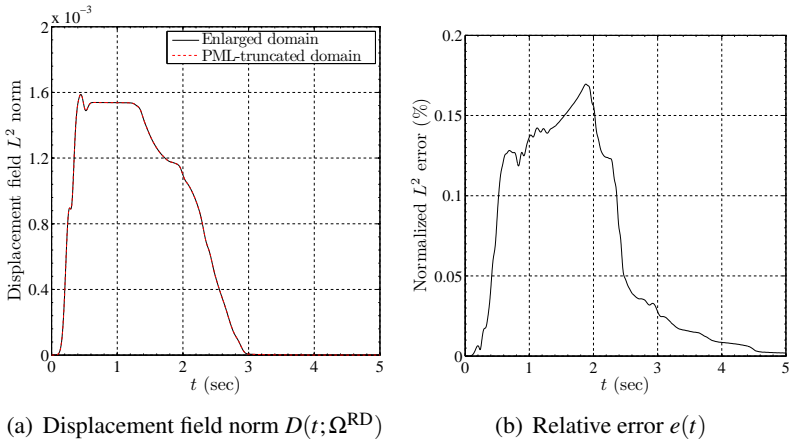 x 10⁻³
2
1.6
1.2
0.8
0.4
0
0 1 2 3 4 5
t (sec)
Displacement field L² norm
Enlarged domain
PML-truncated domain
(a) Displacement field norm D(t;Ω^RD)
0.2
0.15
0.1
0.05
0
0 1 2 3 4 5
t (sec)
Normalized L² error (%)
(b) Relative error e(t)